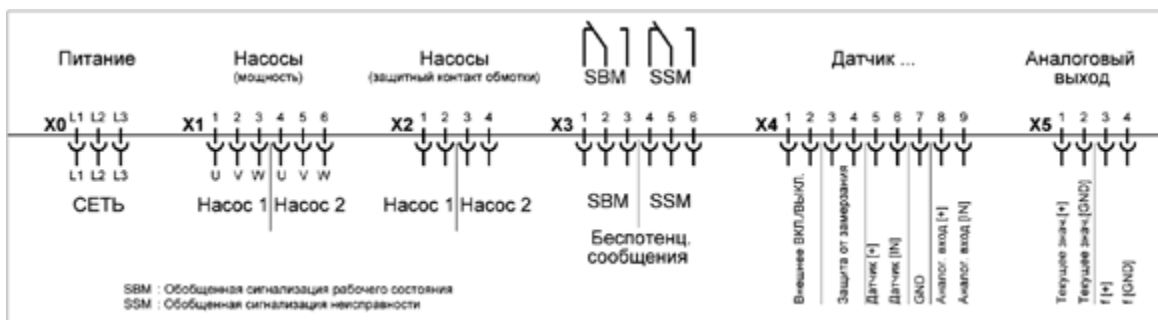 Питание
Насосы
(мощность)
Насосы
(защитный контакт обмотки)
SBM SSM
Датчик ...
Аналоговый
выход
X0 L1 L2 L3
X1 1 2 3 4 5 6
X2 1 2 3 4
X3 1 2 3 4 5 6
X4 1 2 3 4 5 6 7 8 9
X5 1 2 3 4
L1 L2 L3
U V W U V W
СЕТЬ
Насос 1 Насос 2
Насос 1 Насос 2
SBM SSM
Беспотенц.
сообщения
Внешнее ВКЛ./ВЫКЛ.
Защита от замерзания
Датчик [+]
Датчик [IN]
GND
Аналог. вход [+]
Аналог. вход [IN]
Текущее знач.[+]
Текущее знач.[GND]
f [+]
f [GND]
SBM : Обобщенная сигнализация рабочего состояния
SSM : Обобщенная сигнализация неисправности